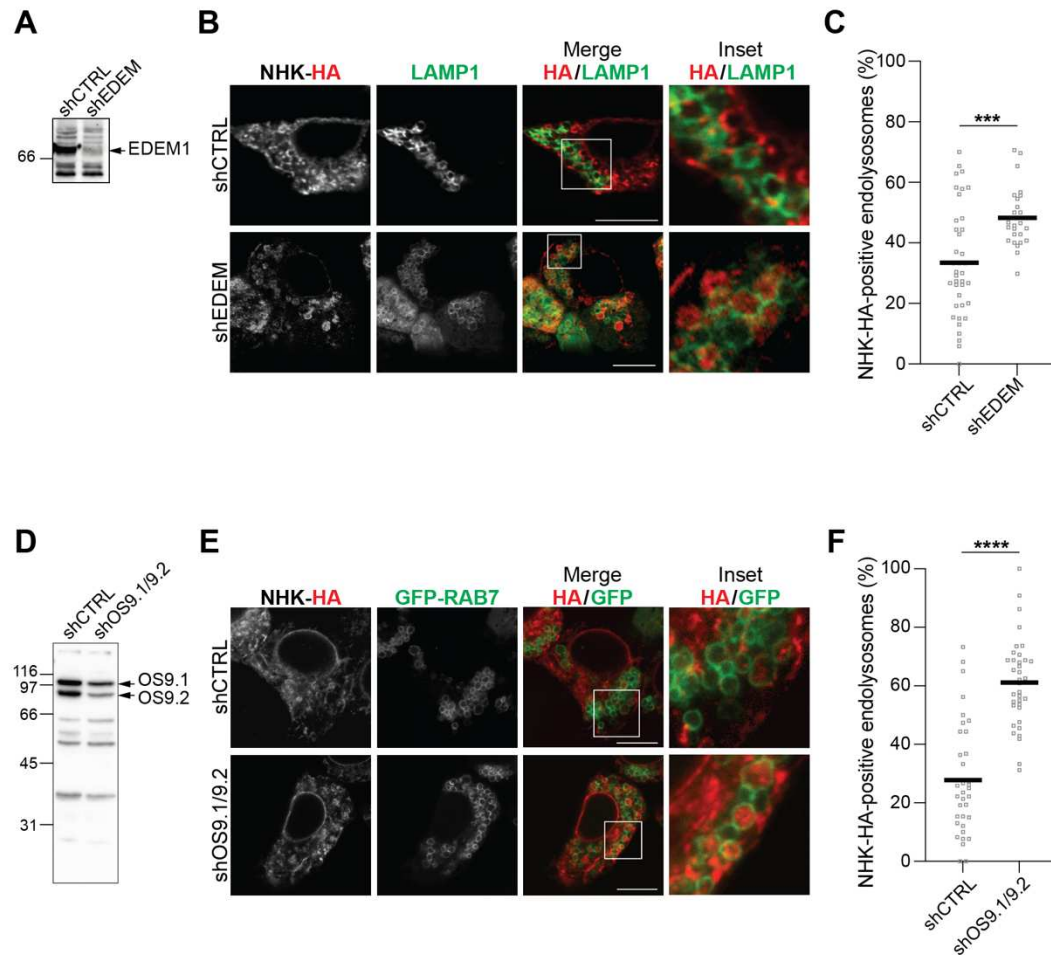 A
shCTRL
shEDEM
66
EDEM1
B
NHK-HA
LAMP1
Merge
HA/LAMP1
Inset
HA/LAMP1
shCTRL
shEDEM
C
NHK-HA-positive endolysosomes (%)
100
80
60
40
20
0
***
shCTRL
shEDEM
D
shCTRL
shOS9.1/9.2
116
97
66
45
31
OS9.1
OS9.2
E
NHK-HA
GFP-RAB7
Merge
HA/GFP
Inset
HA/GFP
shCTRL
shOS9.1/9.2
F
NHK-HA-positive endolysosomes (%)
100
80
60
40
20
0
****
shCTRL
shOS9.1/9.2